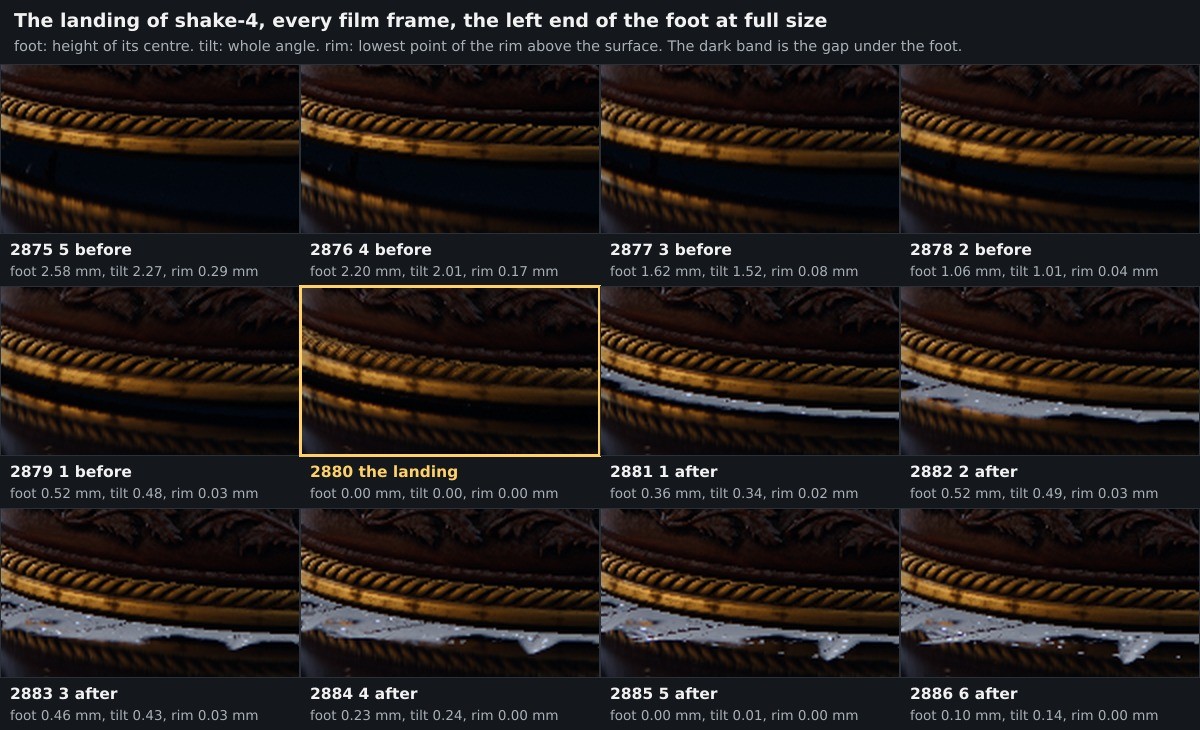 The landing of shake-4, every film frame, the left end of the foot at full size
foot: height of its centre. tilt: whole angle. rim: lowest point of the rim above the surface. The dark band is the gap under the foot.
2875 5 before
foot 2.58 mm, tilt 2.27, rim 0.29 mm
2876 4 before
foot 2.20 mm, tilt 2.01, rim 0.17 mm
2877 3 before
foot 1.62 mm, tilt 1.52, rim 0.08 mm
2878 2 before
foot 1.06 mm, tilt 1.01, rim 0.04 mm
2879 1 before
foot 0.52 mm, tilt 0.48, rim 0.03 mm
2880 the landing
foot 0.00 mm, tilt 0.00, rim 0.00 mm
2881 1 after
foot 0.36 mm, tilt 0.34, rim 0.02 mm
2882 2 after
foot 0.52 mm, tilt 0.49, rim 0.03 mm
2883 3 after
foot 0.46 mm, tilt 0.43, rim 0.03 mm
2884 4 after
foot 0.23 mm, tilt 0.24, rim 0.00 mm
2885 5 after
foot 0.00 mm, tilt 0.01, rim 0.00 mm
2886 6 after
foot 0.10 mm, tilt 0.14, rim 0.00 mm